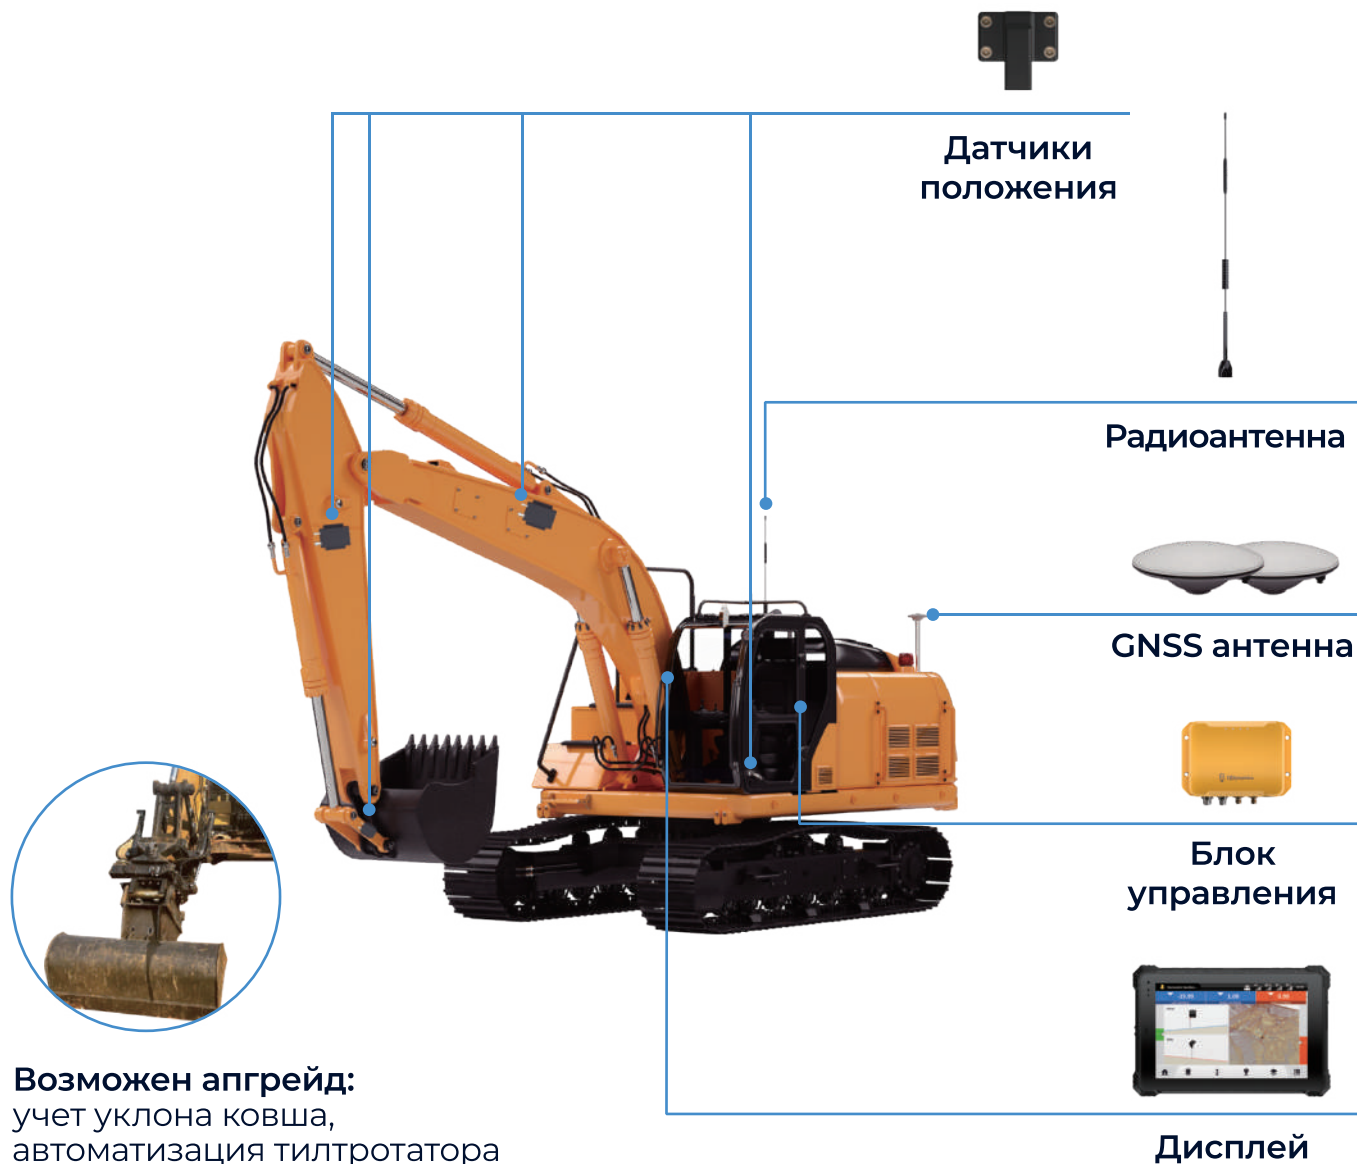 Датчики
положения
Радиоантенна
GNSS антенна
Блок
управления
Возможен апгрейд:
учет уклона ковша,
автоматизация тилтротатора
Дисплей